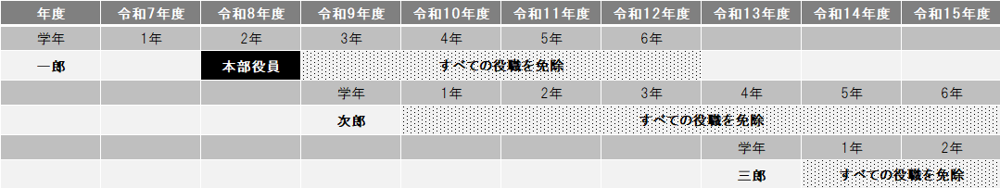 年度 令和7年度 令和8年度 令和9年度 令和10年度 令和11年度 令和12年度 令和13年度 令和14年度 令和15年度
学年 1年 2年 3年 4年 5年 6年
一郎 本部役員 すべての役職を免除
学年 1年 2年 3年 4年 5年 6年
次郎 すべての役職を免除
学年 1年 2年
三郎 すべての役職を免除